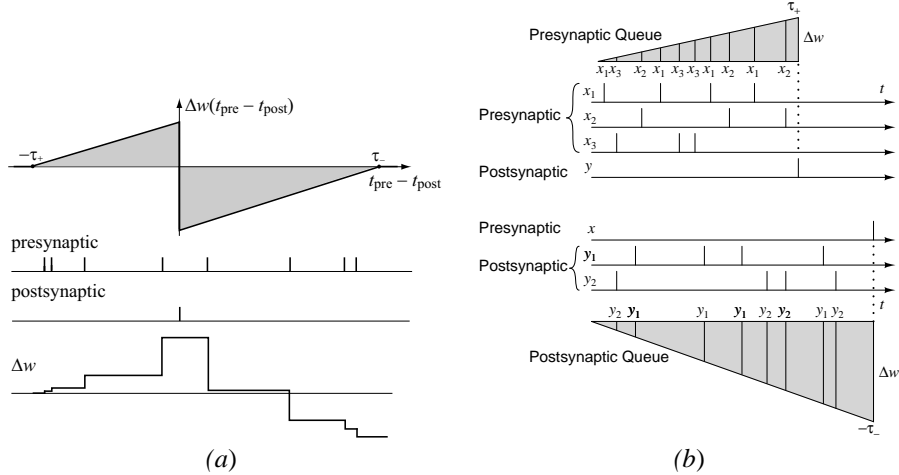 Δw(t_pre − t_post)
−τ₊
τ₋
t_pre − t_post
presynaptic
postsynaptic
Δw
(a)
τ₊
Presynaptic Queue
Δw
x₁ x₃ x₂ x₁ x₃ x₃ x₁ x₂ x₁ x₂
x₁
t
Presynaptic
x₂
x₃
Postsynaptic y
Presynaptic x
y₁
Postsynaptic
y₂
t
y₂ y₁ y₁ y₁ y₂ y₂ y₁ y₂
Postsynaptic Queue
Δw
−τ₋
(b)